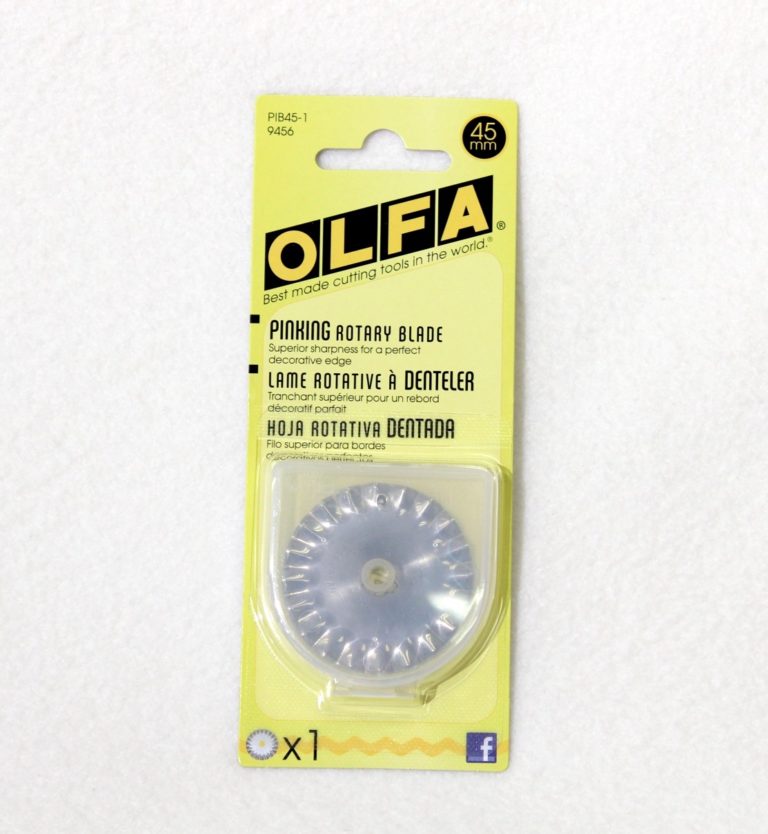 PIB45-1
9456
45
mm
OLFA®
Best made cutting tools in the world.®
PINKING ROTARY BLADE
Superior sharpness for a perfect
decorative edge
LAME ROTATIVE À DENTELER
Tranchant supérieur pour un rebord
décoratif parfait
HOJA ROTATIVA DENTADA
Filo superior para bordes
decorativos perfectos
x1
f